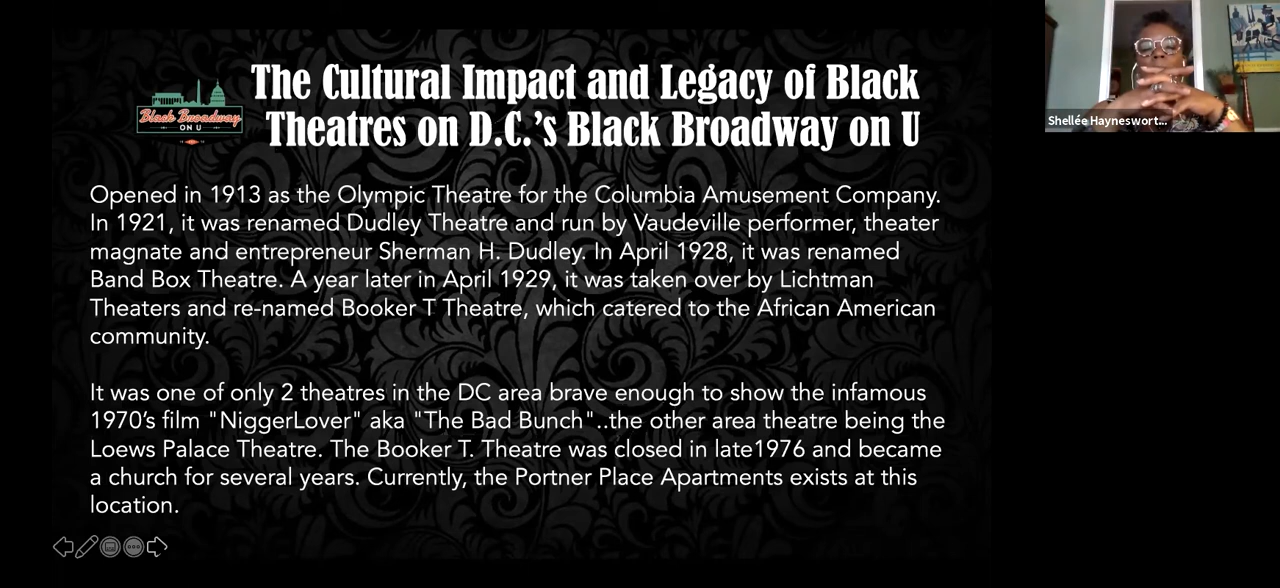 The Cultural Impact and Legacy of Black
Theatres on D.C.'s Black Broadway on U
Black Broadway
ON U
Shellée Hayneswort...
Opened in 1913 as the Olympic Theatre for the Columbia Amusement Company.
In 1921, it was renamed Dudley Theatre and run by Vaudeville performer, theater
magnate and entrepreneur Sherman H. Dudley. In April 1928, it was renamed
Band Box Theatre. A year later in April 1929, it was taken over by Lichtman
Theaters and re-named Booker T Theatre, which catered to the African American
community.
It was one of only 2 theatres in the DC area brave enough to show the infamous
1970's film "NiggerLover" aka "The Bad Bunch"..the other area theatre being the
Loews Palace Theatre. The Booker T. Theatre was closed in late1976 and became
a church for several years. Currently, the Portner Place Apartments exists at this
location.